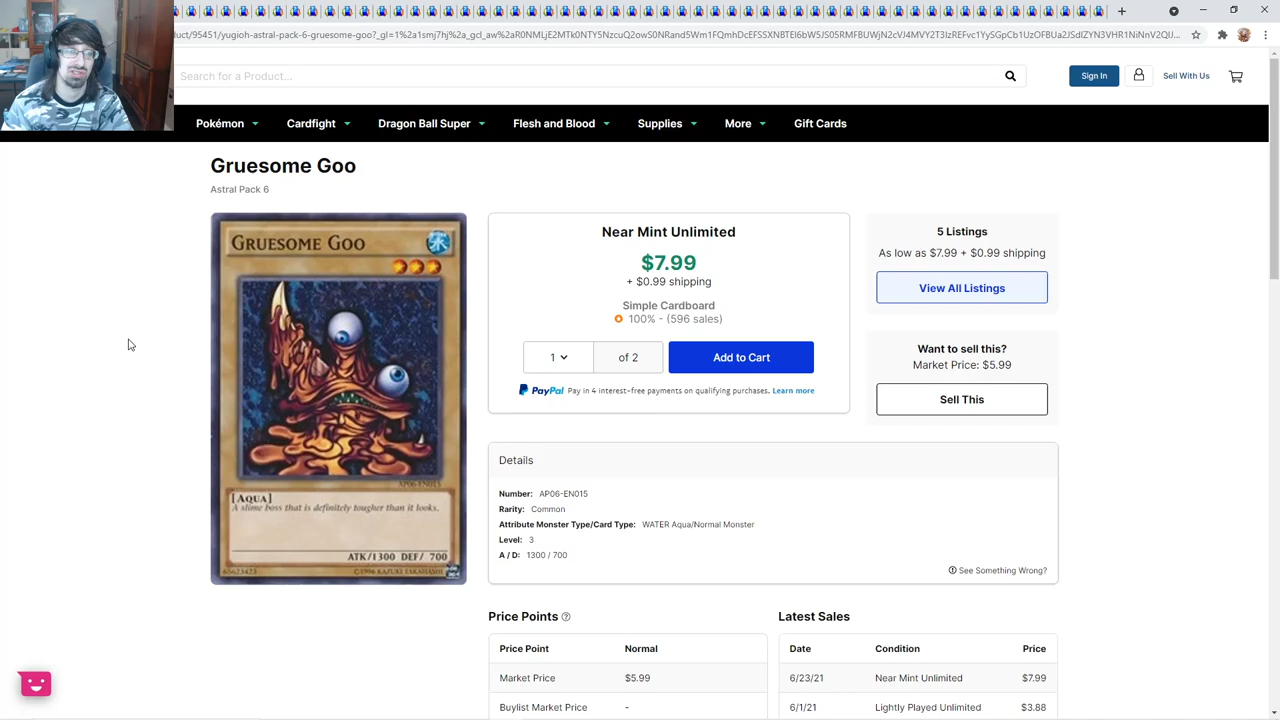 Search for a Product...
Sign In
Sell With Us
Pokémon
Cardfight
Dragon Ball Super
Flesh and Blood
Supplies
More
Gift Cards
Gruesome Goo
Astral Pack 6
GRUESOME GOO
AP06-EN015
[AQUA]
A slime boss that is definitely tougher than it looks.
ATK/1300 DEF/ 700
65623423
©1996 KAZUKI TAKAHASHI
Near Mint Unlimited
$7.99
+ $0.99 shipping
Simple Cardboard
100% - (596 sales)
1
of 2
Add to Cart
PayPal Pay in 4 interest-free payments on qualifying purchases. Learn more
5 Listings
As low as $7.99 + $0.99 shipping
View All Listings
Want to sell this?
Market Price: $5.99
Sell This
Details
Number: AP06-EN015
Rarity: Common
Attribute Monster Type/Card Type: WATER Aqua/Normal Monster
Level: 3
A / D: 1300 / 700
See Something Wrong?
Price Points
Price Point Normal
Market Price $5.99
Buylist Market Price -
Latest Sales
Date Condition Price
6/23/21 Near Mint Unlimited $7.99
6/1/21 Lightly Played Unlimited $3.88